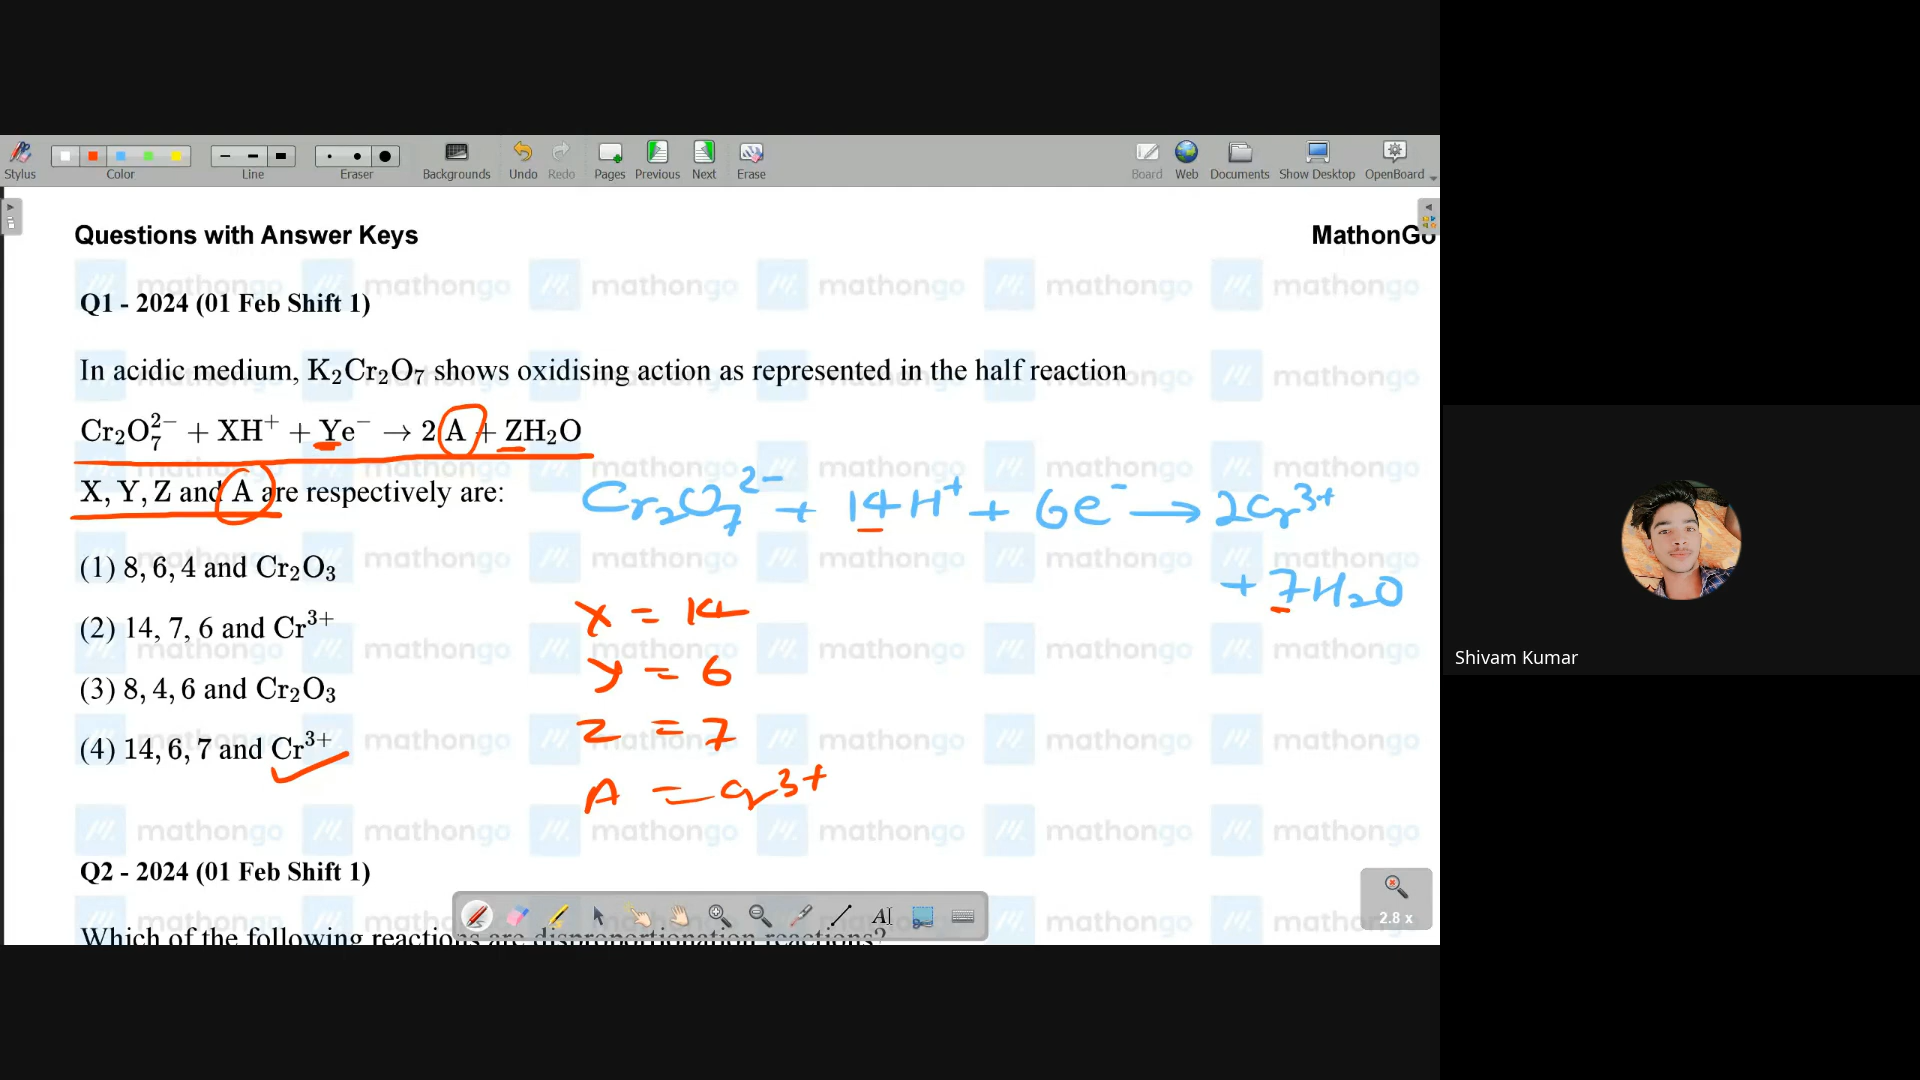 Stylus
Color
Line
Eraser
Backgrounds
Undo
Redo
Pages
Previous
Next
Erase
Board
Web
Documents
Show Desktop
OpenBoard
Questions with Answer Keys
MathonGo
Q1 - 2024 (01 Feb Shift 1)
In acidic medium, K₂Cr₂O₇ shows oxidising action as represented in the half reaction
Cr₂O₇²⁻ + XH⁺ + Ye⁻ → 2 A + ZH₂O
X, Y, Z and A are respectively are:
(1) 8, 6, 4 and Cr₂O₃
(2) 14, 7, 6 and Cr³⁺
(3) 8, 4, 6 and Cr₂O₃
(4) 14, 6, 7 and Cr³⁺
Cr₂O₇²⁻ + 14H⁺ + 6e⁻ → 2Cr³⁺
+ 7H₂O
X = 14
Y = 6
Z = 7
A = Cr³⁺
Q2 - 2024 (01 Feb Shift 1)
Which of the following reactions are disproportionation reactions?
2.8 x
Shivam Kumar
mathongo